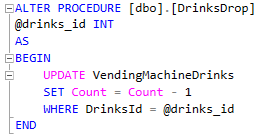 ALTER PROCEDURE [dbo].[DrinksDrop]
@drinks_id INT
AS
BEGIN
UPDATE VendingMachineDrinks
SET Count = Count - 1
WHERE DrinksId = @drinks_id
END